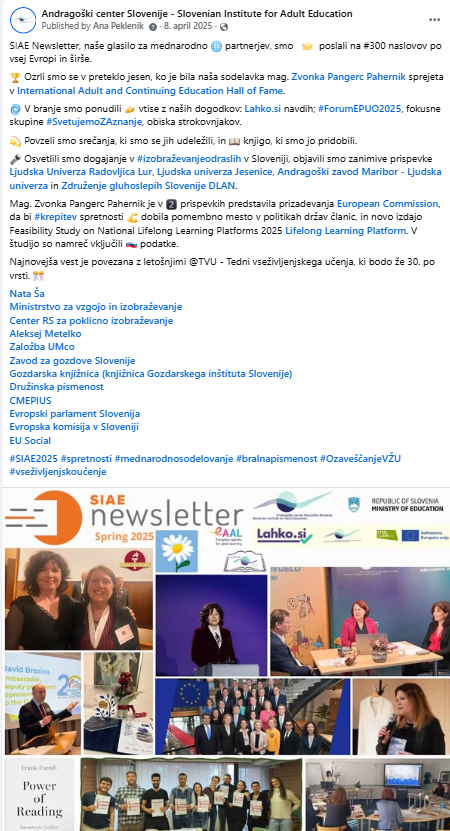 Andragoški center Slovenije - Slovenian Institute for Adult Education
Published by Ana Peklenik · 8. april 2025 ·
SIAE Newsletter, naše glasilo za mednarodno 🌐 partnerjev, smo 📨 poslali na #300 naslovov po
vsej Evropi in širše.
🏆 Ozrli smo se v preteklo jesen, ko je bila naša sodelavka mag. Zvonka Pangerc Pahernik sprejeta
v International Adult and Continuing Education Hall of Fame.
🌀 V branje smo ponudili ✍️ vtise z naših dogodkov: Lahko.si navdih; #ForumEPUO2025, fokusne
skupine #SvetujemoZAznanje, obiska strokovnjakov.
💫 Povzeli smo srečanja, ki smo se jih udeležili, in 📖 knjigo, ki smo jo pridobili.
🎤 Osvetlili smo dogajanje v #izobraževanjeodraslih v Sloveniji, objavili smo zanimive prispevke
Ljudska Univerza Radovljica Lur, Ljudska univerza Jesenice, Andragoški zavod Maribor - Ljudska
univerza in Združenje gluhoslepih Slovenije DLAN.
Mag. Zvonka Pangerc Pahernik je v 2️⃣ prispevkih predstavila prizadevanja European Commission,
da bi #krepitev spretnosti 💪 dobila pomembno mesto v politikah držav članic, in novo izdajo
Feasibility Study on National Lifelong Learning Platforms 2025 Lifelong Learning Platform. V
študijo so namreč vključili 🇸🇮 podatke.
Najnovejša vest je povezana z letošnjimi @TVU - Tedni vseživljenjskega učenja, ki bodo že 30. po
vrsti. 🎊
Nata Ša
Ministrstvo za vzgojo in izobraževanje
Center RS za poklicno izobraževanje
Aleksej Metelko
Založba UMco
Zavod za gozdove Slovenije
Gozdarska knjižnica (knjižnica Gozdarskega inštituta Slovenije)
Družinska pismenost
CMEPIUS
Evropski parlament Slovenija
Evropska komisija v Sloveniji
EU Social
#SIAE2025 #spretnosti #mednarodnosodelovanje #bralnapismenost #OzaveščanjeVŽU
#vseživljenjskoučenje
SIAE
newsletter
Spring 2025
EAAL
Lahko.si
REPUBLIC OF SLOVENIA
MINISTRY OF EDUCATION
David Brozina
Frank Furedi
Power
of
Reading